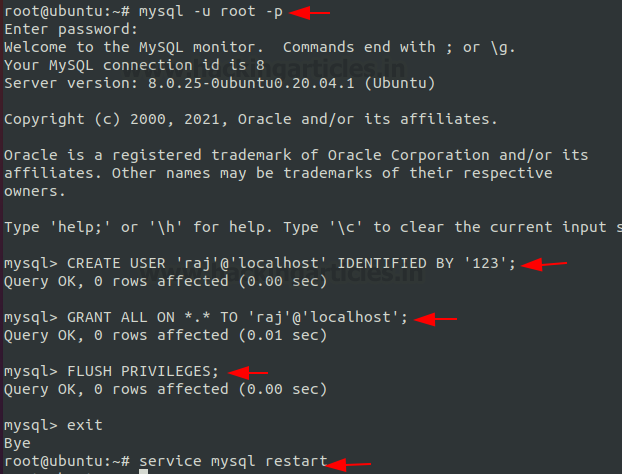 root@ubuntu:~# mysql -u root -p
Enter password:
Welcome to the MySQL monitor.  Commands end with ; or \g.
Your MySQL connection id is 8
www.hackingarticles.in
Server version: 8.0.25-0ubuntu0.20.04.1 (Ubuntu)
Copyright (c) 2000, 2021, Oracle and/or its affiliates.
Oracle is a registered trademark of Oracle Corporation and/or its
affiliates. Other names may be trademarks of their respective
owners.
Type 'help;' or '\h' for help. Type '\c' to clear the current input s
mysql> CREATE USER 'raj'@'localhost' IDENTIFIED BY '123';
www.hackingarticles.in
Query OK, 0 rows affected (0.00 sec)
mysql> GRANT ALL ON *.* TO 'raj'@'localhost';
Query OK, 0 rows affected (0.01 sec)
mysql> FLUSH PRIVILEGES;
Query OK, 0 rows affected (0.00 sec)
mysql> exit
Bye
root@ubuntu:~# service mysql restart